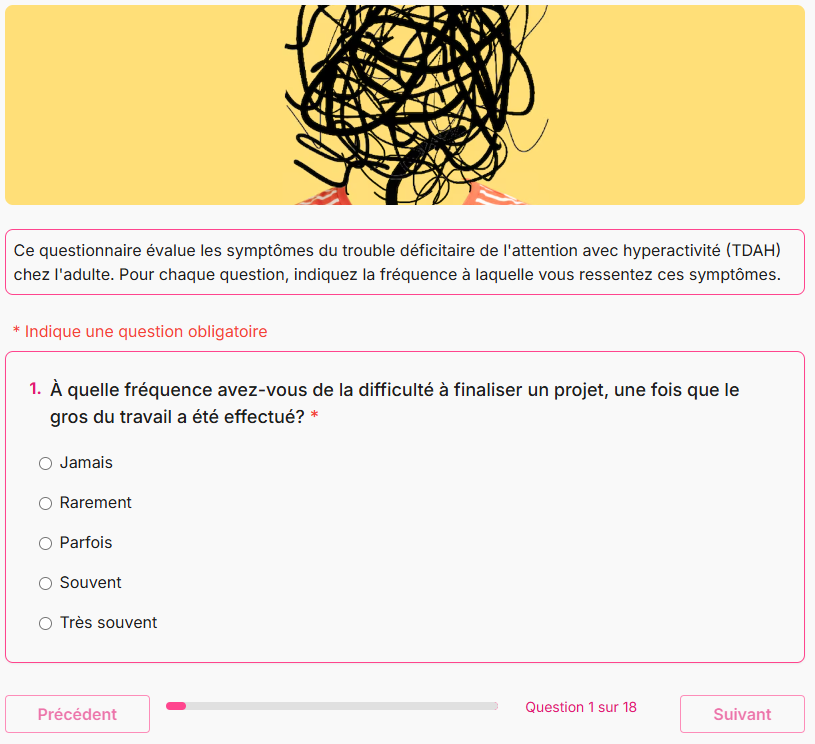 Ce questionnaire évalue les symptômes du trouble déficitaire de l'attention avec hyperactivité (TDAH)
chez l'adulte. Pour chaque question, indiquez la fréquence à laquelle vous ressentez ces symptômes.
* Indique une question obligatoire
1. À quelle fréquence avez-vous de la difficulté à finaliser un projet, une fois que le
gros du travail a été effectué? *
Jamais
Rarement
Parfois
Souvent
Très souvent
Précédent
Question 1 sur 18
Suivant